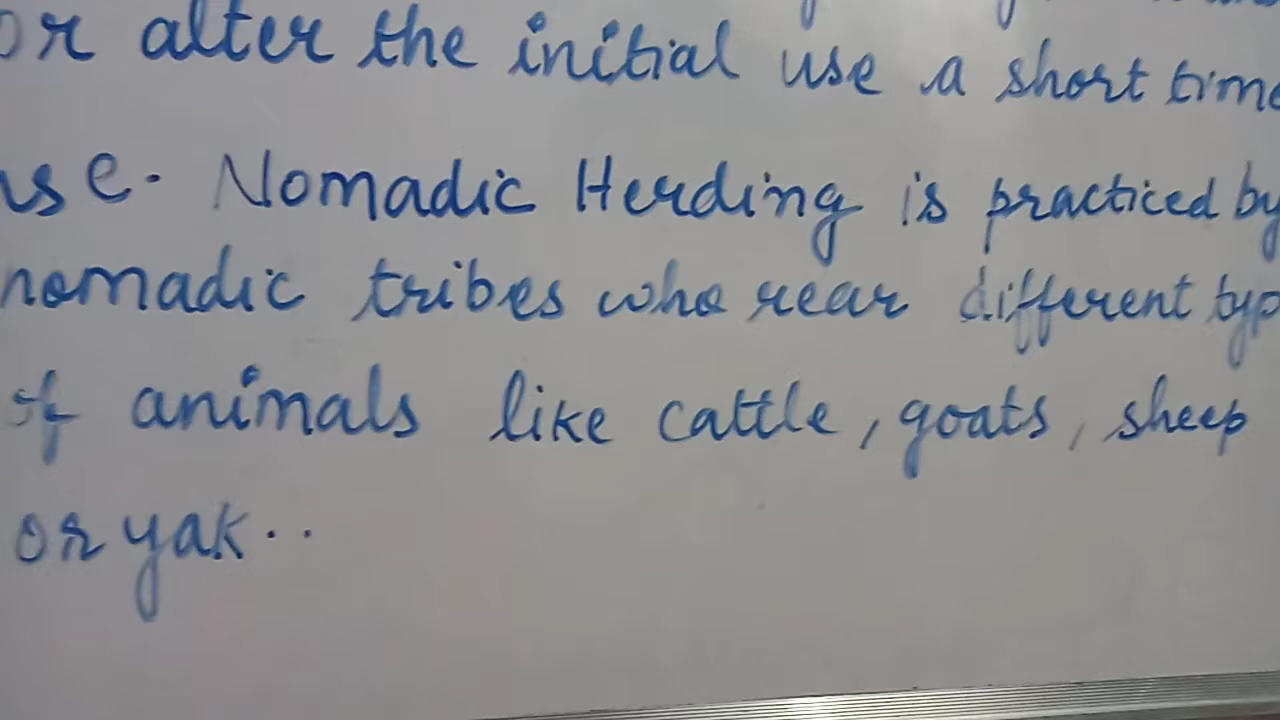 or alter the initial use a short time
use. Nomadic Herding is practiced by
nomadic tribes who rear different typ
of animals like cattle, goats, sheep
or yak..